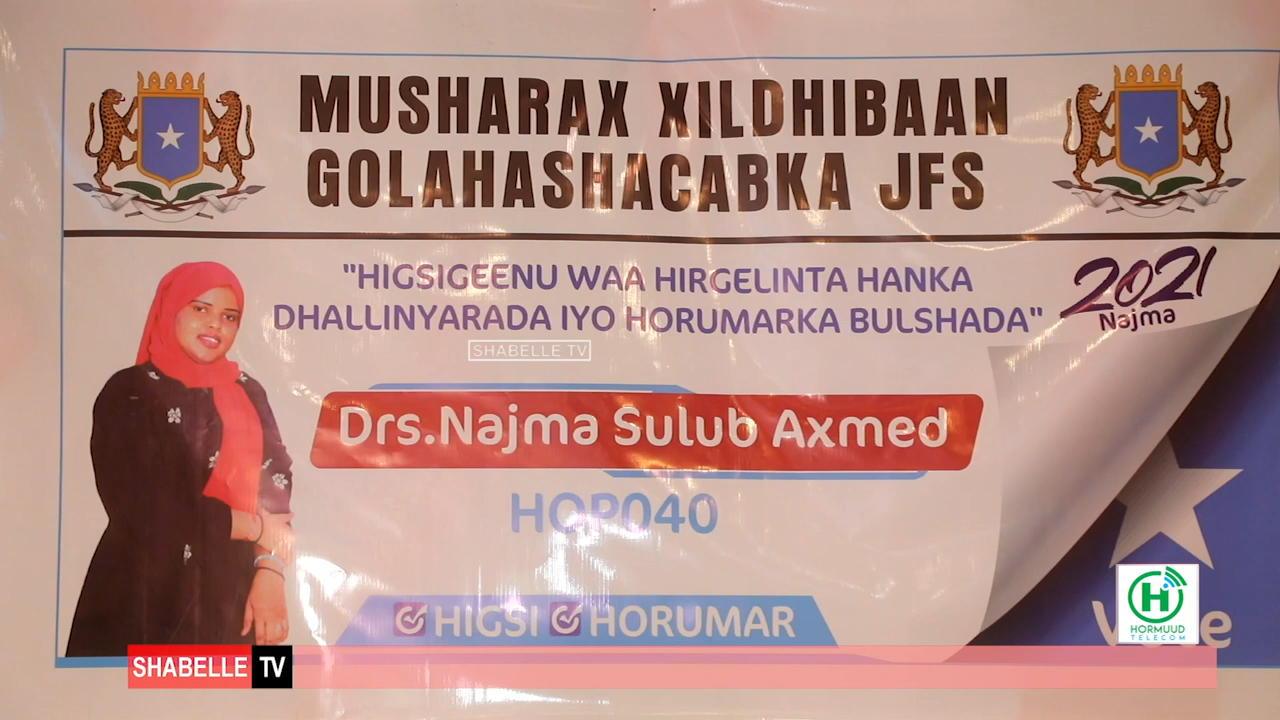 MUSHARAX XILDHIBAAN
GOLAHASHACABKA JFS
"HIGSIGEENU WAA HIRGELINTA HANKA
DHALLINYARADA IYO HORUMARKA BULSHADA"
2021
Najma
SHABELLE TV
Drs.Najma Sulub Axmed
HOP040
HIGSI HORUMAR
Vote
HORMUUD
TELECOM
SHABELLE TV